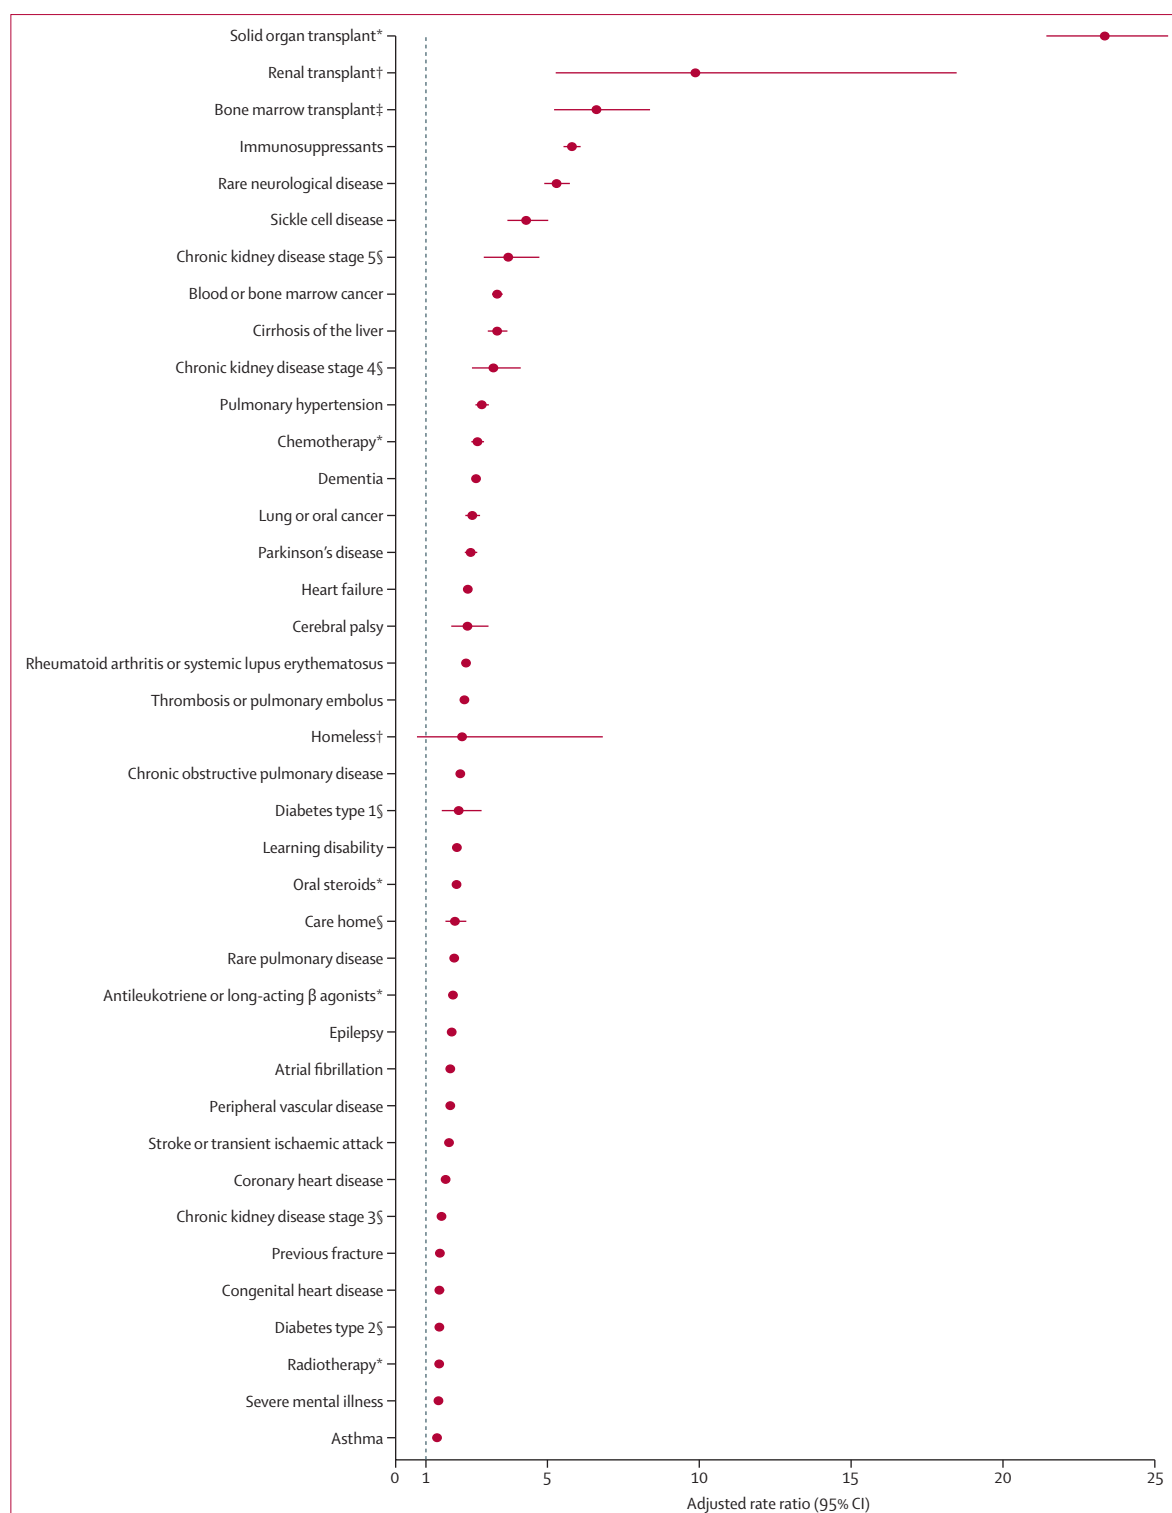 Solid organ transplant*
Renal transplant†
Bone marrow transplant‡
Immunosuppressants
Rare neurological disease
Sickle cell disease
Chronic kidney disease stage 5§
Blood or bone marrow cancer
Cirrhosis of the liver
Chronic kidney disease stage 4§
Pulmonary hypertension
Chemotherapy*
Dementia
Lung or oral cancer
Parkinson’s disease
Heart failure
Cerebral palsy
Rheumatoid arthritis or systemic lupus erythematosus
Thrombosis or pulmonary embolus
Homeless†
Chronic obstructive pulmonary disease
Diabetes type 1§
Learning disability
Oral steroids*
Care home§
Rare pulmonary disease
Antileukotriene or long-acting β agonists*
Epilepsy
Atrial fibrillation
Peripheral vascular disease
Stroke or transient ischaemic attack
Coronary heart disease
Chronic kidney disease stage 3§
Previous fracture
Congenital heart disease
Diabetes type 2§
Radiotherapy*
Severe mental illness
Asthma
0 1 5 10 15 20 25
Adjusted rate ratio (95% CI)